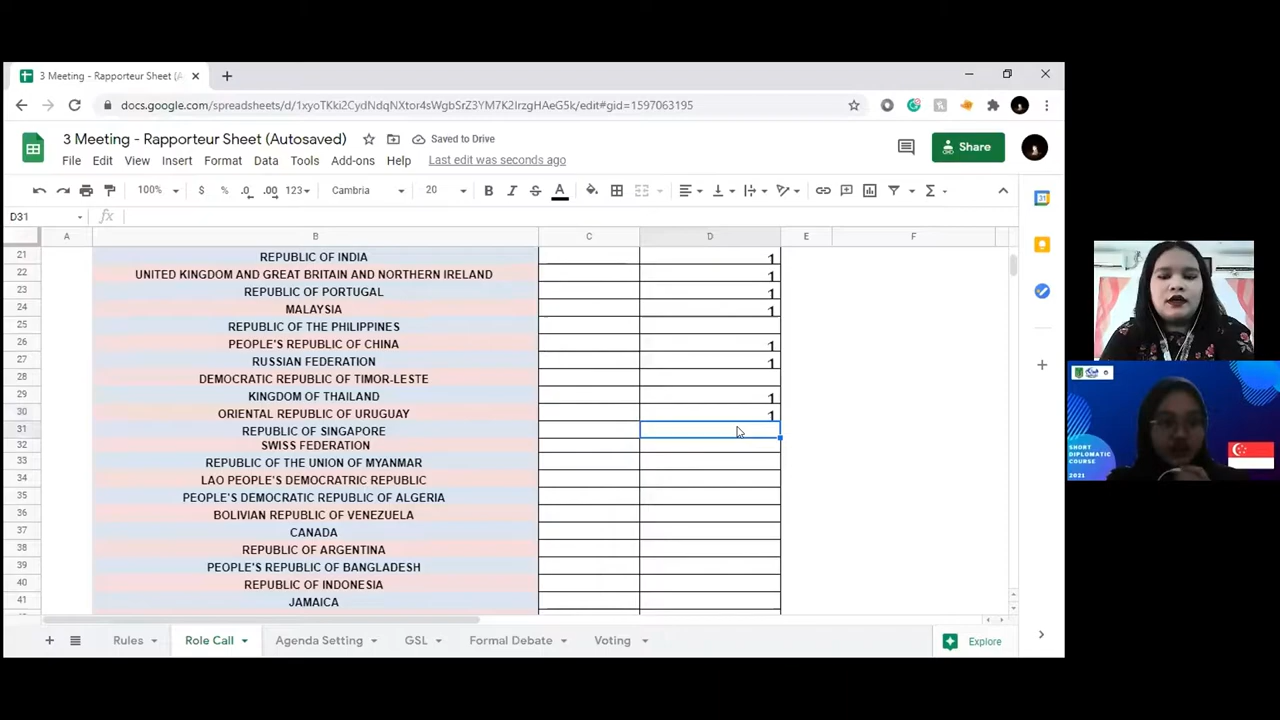 3 Meeting - Rapporteur Sheet (A
docs.google.com/spreadsheets/d/1xyoTKki2CydNdqNXtor4sWgbSrZ3YM7K2IrzgHAeG5k/edit#gid=1597063195
3 Meeting - Rapporteur Sheet (Autosaved)
Saved to Drive
File Edit View Insert Format Data Tools Add-ons Help Last edit was seconds ago
Share
100% $ % .0 .00 123 Cambria 20 B I S A
D31 fx
A B C D E F
21 REPUBLIC OF INDIA 1
22 UNITED KINGDOM AND GREAT BRITAIN AND NORTHERN IRELAND 1
23 REPUBLIC OF PORTUGAL 1
24 MALAYSIA 1
25 REPUBLIC OF THE PHILIPPINES
26 PEOPLE'S REPUBLIC OF CHINA 1
27 RUSSIAN FEDERATION 1
28 DEMOCRATIC REPUBLIC OF TIMOR-LESTE
29 KINGDOM OF THAILAND 1
30 ORIENTAL REPUBLIC OF URUGUAY 1
31 REPUBLIC OF SINGAPORE
32 SWISS FEDERATION
33 REPUBLIC OF THE UNION OF MYANMAR
34 LAO PEOPLE'S DEMOCRATRIC REPUBLIC
35 PEOPLE'S DEMOCRATIC REPUBLIC OF ALGERIA
36 BOLIVIAN REPUBLIC OF VENEZUELA
37 CANADA
38 REPUBLIC OF ARGENTINA
39 PEOPLE'S REPUBLIC OF BANGLADESH
40 REPUBLIC OF INDONESIA
41 JAMAICA
Rules Role Call Agenda Setting GSL Formal Debate Voting
Explore
31
SHORT
DIPLOMATIC
COURSE
2021